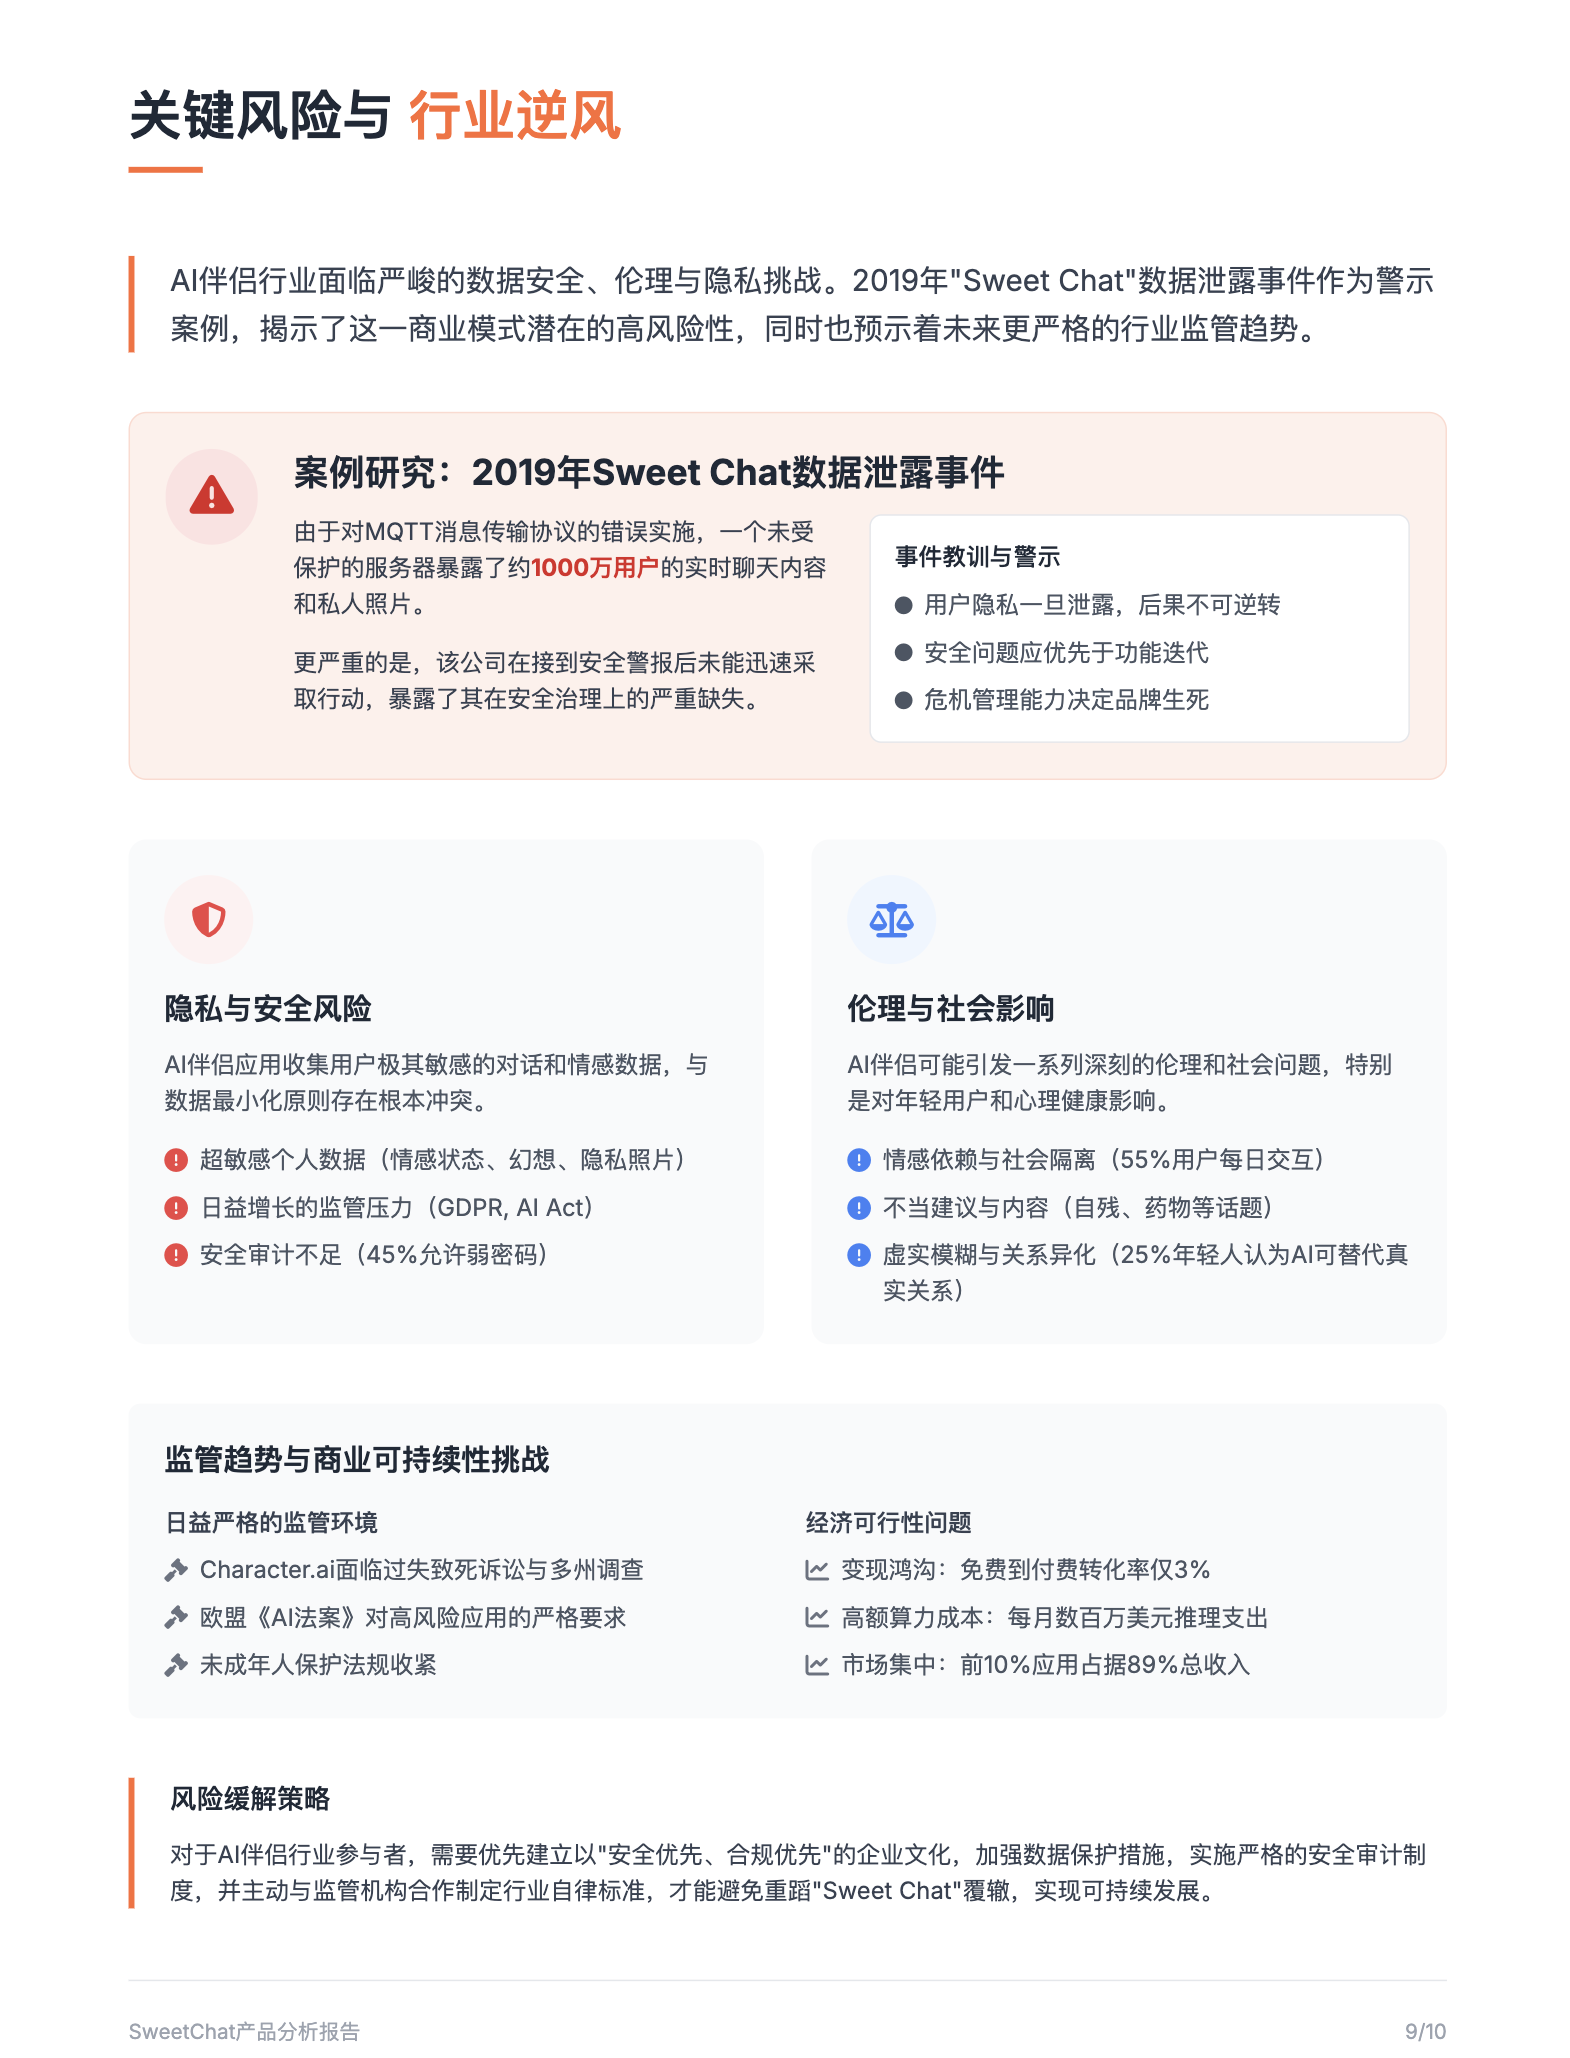 关键风险与 行业逆风
AI伴侣行业面临严峻的数据安全、伦理与隐私挑战。2019年"Sweet Chat"数据泄露事件作为警示
案例，揭示了这一商业模式潜在的高风险性，同时也预示着未来更严格的行业监管趋势。
案例研究：2019年Sweet Chat数据泄露事件
由于对MQTT消息传输协议的错误实施，一个未受
保护的服务器暴露了约1000万用户的实时聊天内容
和私人照片。
更严重的是，该公司在接到安全警报后未能迅速采
取行动，暴露了其在安全治理上的严重缺失。
事件教训与警示
用户隐私一旦泄露，后果不可逆转
安全问题应优先于功能迭代
危机管理能力决定品牌生死
隐私与安全风险
AI伴侣应用收集用户极其敏感的对话和情感数据，与
数据最小化原则存在根本冲突。
超敏感个人数据（情感状态、幻想、隐私照片）
日益增长的监管压力（GDPR, AI Act）
安全审计不足（45%允许弱密码）
伦理与社会影响
AI伴侣可能引发一系列深刻的伦理和社会问题，特别
是对年轻用户和心理健康影响。
情感依赖与社会隔离（55%用户每日交互）
不当建议与内容（自残、药物等话题）
虚实模糊与关系异化（25%年轻人认为AI可替代真
实关系）
监管趋势与商业可持续性挑战
日益严格的监管环境
Character.ai面临过失致死诉讼与多州调查
欧盟《AI法案》对高风险应用的严格要求
未成年人保护法规收紧
经济可行性问题
变现鸿沟：免费到付费转化率仅3%
高额算力成本：每月数百万美元推理支出
市场集中：前10%应用占据89%总收入
风险缓解策略
对于AI伴侣行业参与者，需要优先建立以"安全优先、合规优先"的企业文化，加强数据保护措施，实施严格的安全审计制
度，并主动与监管机构合作制定行业自律标准，才能避免重蹈"Sweet Chat"覆辙，实现可持续发展。
SweetChat产品分析报告
9/10